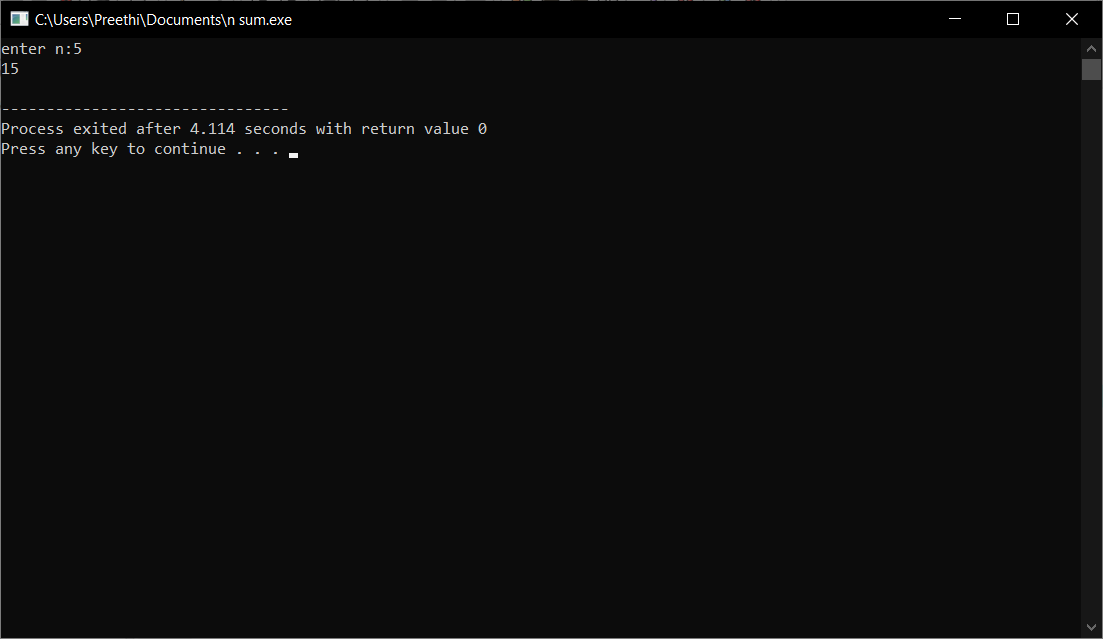 C:\Users\Preethi\Documents\n sum.exe
enter n:5
15
--------------------------------
Process exited after 4.114 seconds with return value 0
Press any key to continue . . .